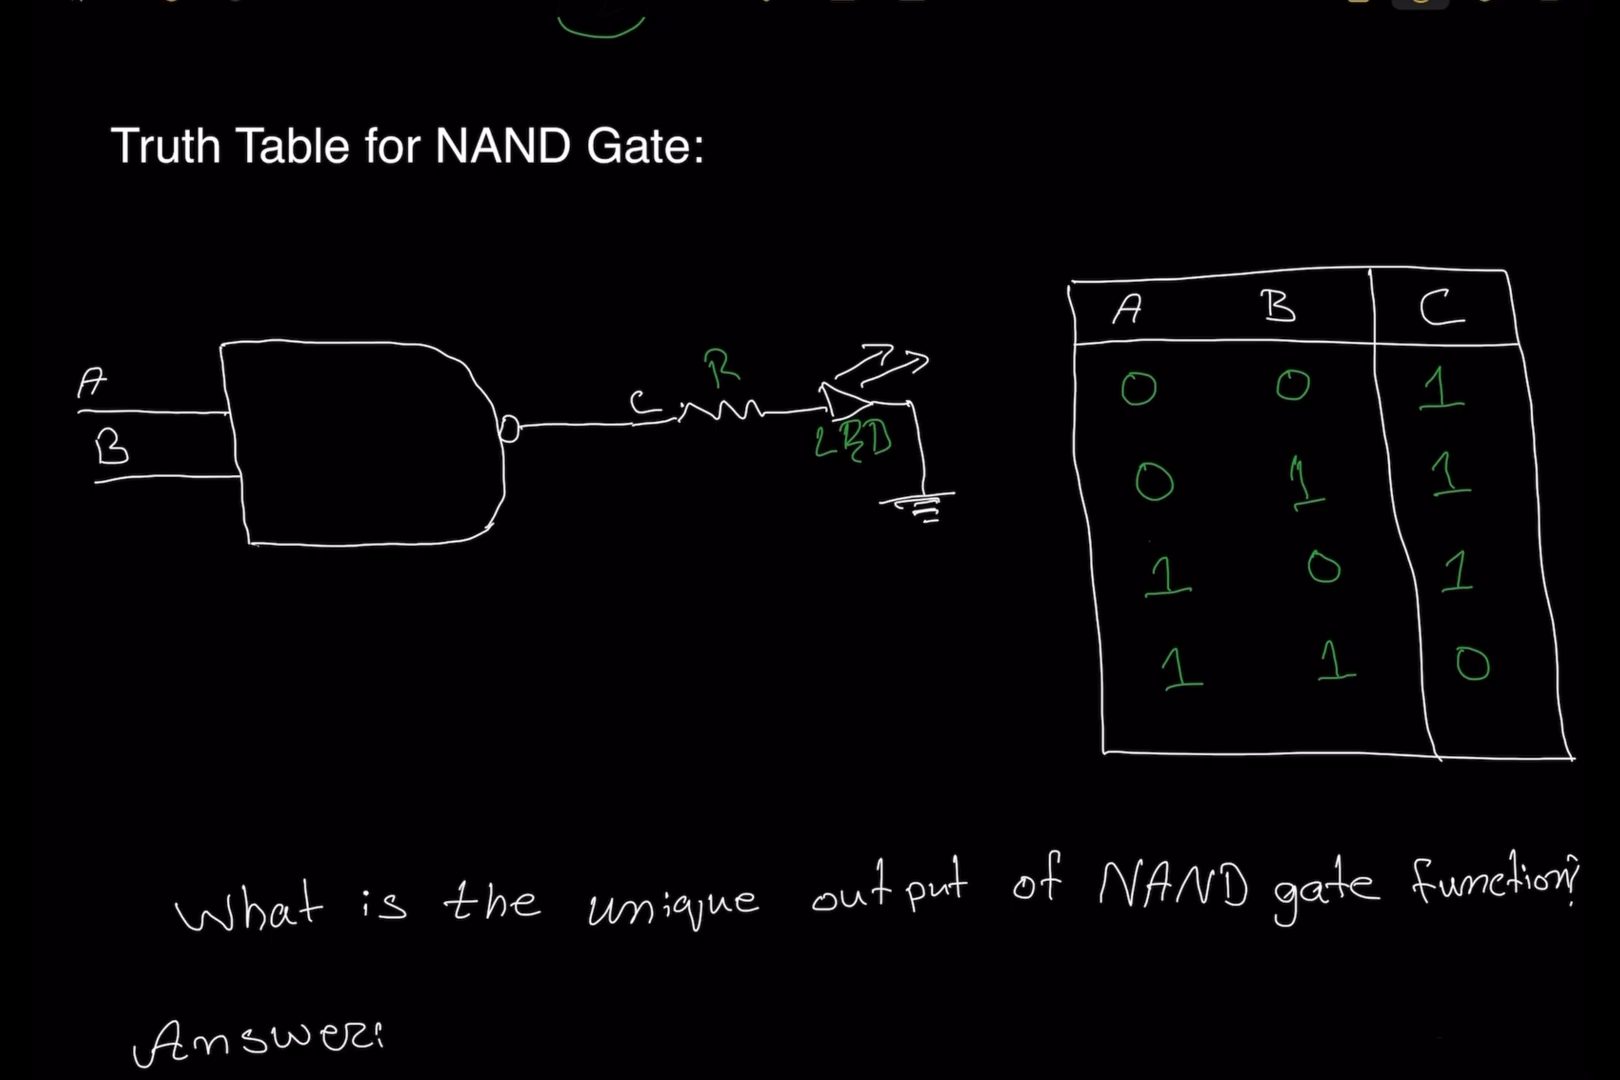 Truth Table for NAND Gate:
A B C
A
B
C
R
LED
0 0 1
0 1 1
1 0 1
1 1 0
What is the unique output of NAND gate function?
Answer: